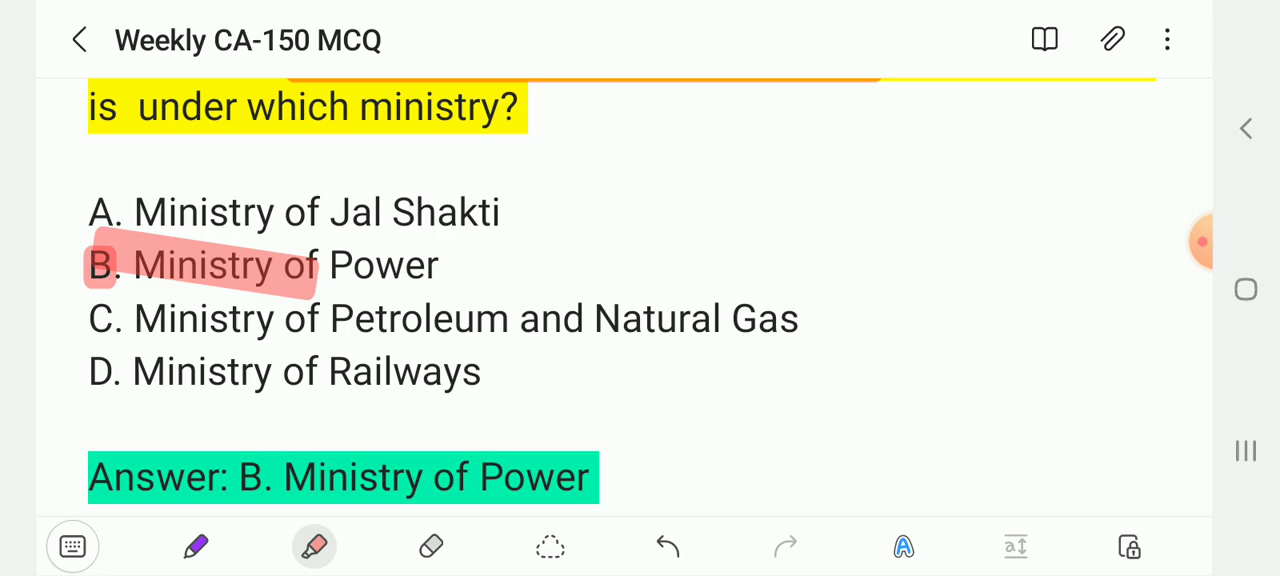 Weekly CA-150 MCQ
is under which ministry?
A. Ministry of Jal Shakti
B. Ministry of Power
C. Ministry of Petroleum and Natural Gas
D. Ministry of Railways
Answer: B. Ministry of Power